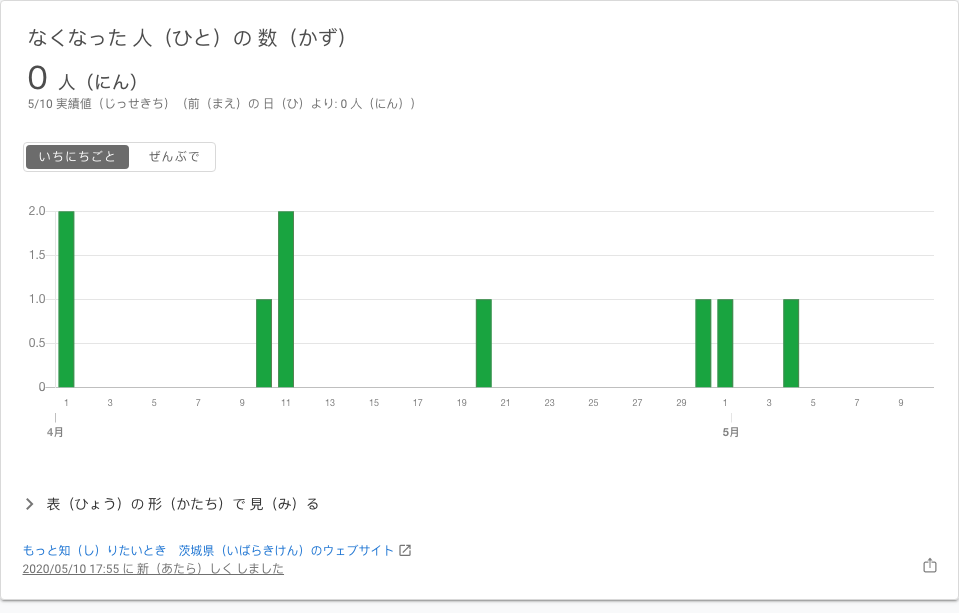 なくなった 人（ひと）の 数（かず）
0 人（にん）
5/10 実績値（じっせきち）（前（まえ）の 日（ひ）より: 0 人（にん））
いちにちごと ぜんぶで
2.0
1.5
1.0
0.5
0
1 3 5 7 9 11 13 15 17 19 21 23 25 27 29 1 3 5 7 9
4月 5月
表（ひょう）の 形（かたち）で 見（み）る
もっと知（し）りたいとき　茨城県（いばらきけん）のウェブサイト
2020/05/10 17:55 に 新（あたら）しく しました